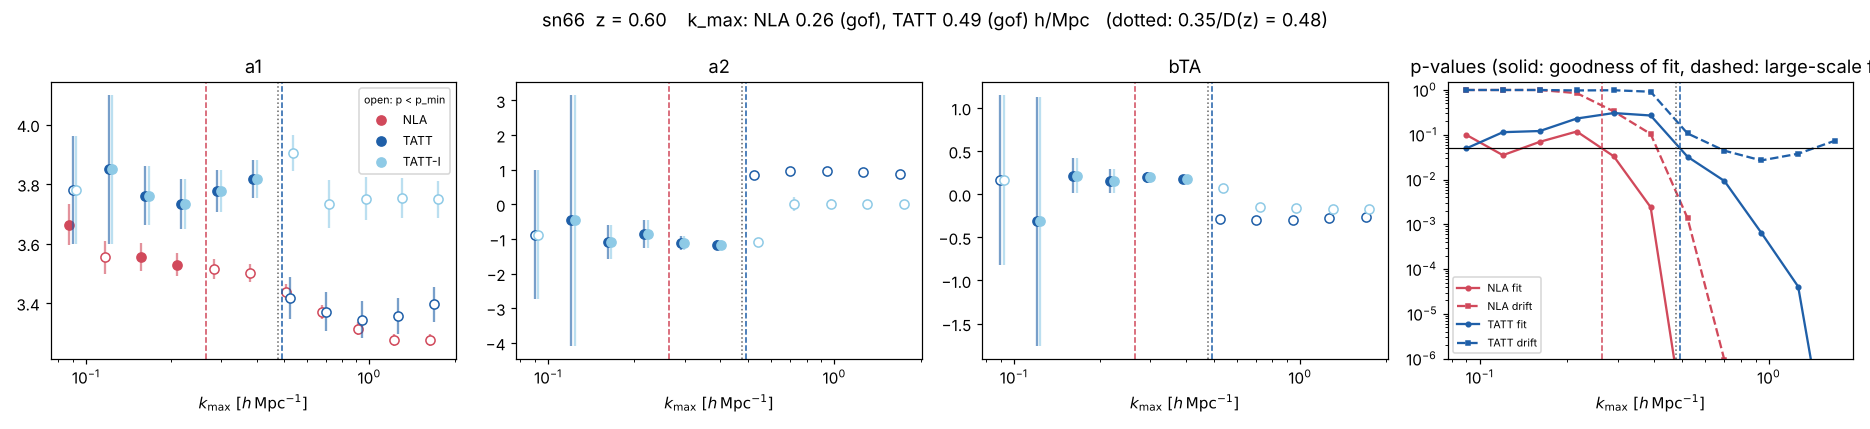 sn66 z = 0.60 k_max: NLA 0.26 (gof), TATT 0.49 (gof) h/Mpc (dotted: 0.35/D(z) = 0.48)
a1
4.0
3.8
3.6
3.4
10⁻¹
10⁰
k_max [h Mpc⁻¹]
open: p < p_min
NLA
TATT
TATT-I
a2
3
2
1
0
−1
−2
−3
−4
10⁻¹
10⁰
k_max [h Mpc⁻¹]
bTA
1.0
0.5
0.0
−0.5
−1.0
−1.5
10⁻¹
10⁰
k_max [h Mpc⁻¹]
p-values (solid: goodness of fit, dashed: large-scale
10⁰
10⁻¹
10⁻²
10⁻³
10⁻⁴
10⁻⁵
10⁻⁶
10⁻¹
10⁰
k_max [h Mpc⁻¹]
NLA fit
NLA drift
TATT fit
TATT drift